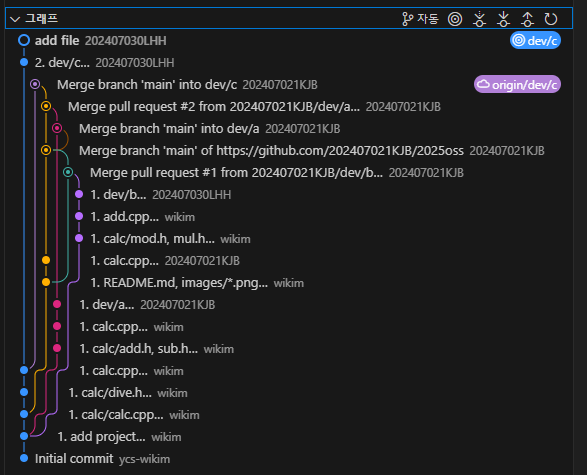 그래프 자동
add file 202407030LHH dev/c
2. dev/c... 202407030LHH
Merge branch 'main' into dev/c 202407021KJB origin/dev/c
Merge pull request #2 from 202407021KJB/dev/a... 202407021KJB
Merge branch 'main' into dev/a 202407021KJB
Merge branch 'main' of https://github.com/202407021KJB/2025oss 202407021KJB
Merge pull request #1 from 202407021KJB/dev/b... 202407021KJB
1. dev/b... 202407030LHH
1. add.cpp... wikim
1. calc/mod.h, mul.h... wikim
1. calc.cpp... 202407021KJB
1. README.md, images/*.png... wikim
1. dev/a... 202407021KJB
1. calc.cpp... wikim
1. calc/add.h, sub.h... wikim
1. calc.cpp... wikim
1. calc/dive.h... wikim
1. calc/calc.cpp... wikim
1. add project... wikim
Initial commit ycs-wikim